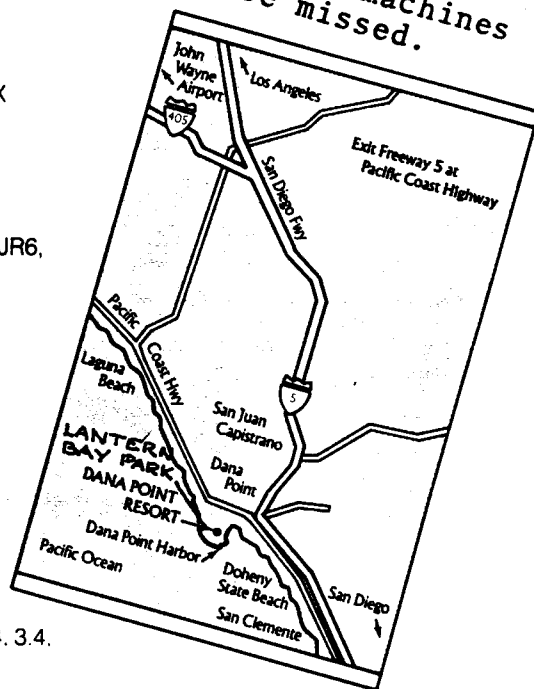 machines
missed.
X
JR6,
3.4.
John
Wayne
Airport
Los Angeles
405
Exit Freeway 5 at
Pacific Coast Highway
San Diego Fwy
Pacific
Coast Hwy
Laguna
Beach
5
San Juan
Capistrano
LANTERN
BAY PARK
Dana
Point
DANA POINT
RESORT
Dana Point Harbor
Pacific Ocean
Doheny
State Beach
San Diego
San Clemente